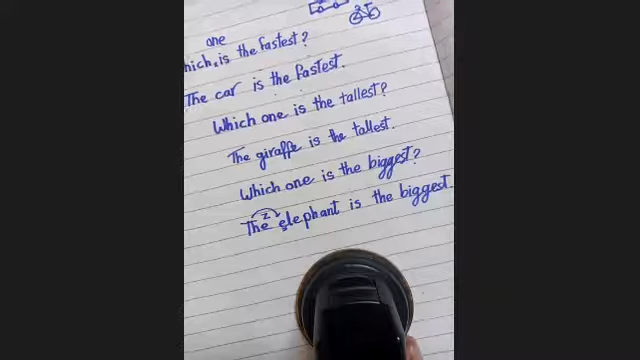 one
Which is the fastest?
The car is the fastest.
Which one is the tallest?
The giraffe is the tallest.
Which one is the biggest?
The elephant is the biggest.